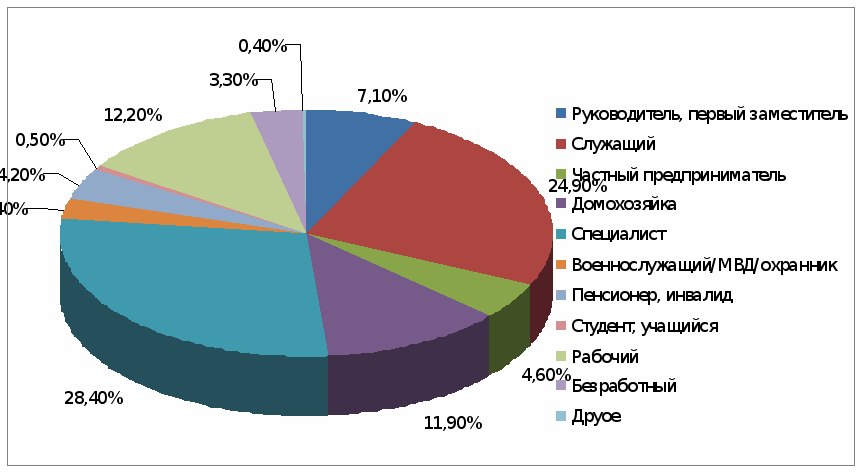 0,40%
3,30%
7,10%
12,20%
0,50%
4,20%
40%
24,90%
4,60%
11,90%
28,40%
Руководитель, первый заместитель
Служащий
Частный предприниматель
Домохозяйка
Специалист
Военнослужащий/МВД/охранник
Пенсионер, инвалид
Студент, учащийся
Рабочий
Безработный
Друое